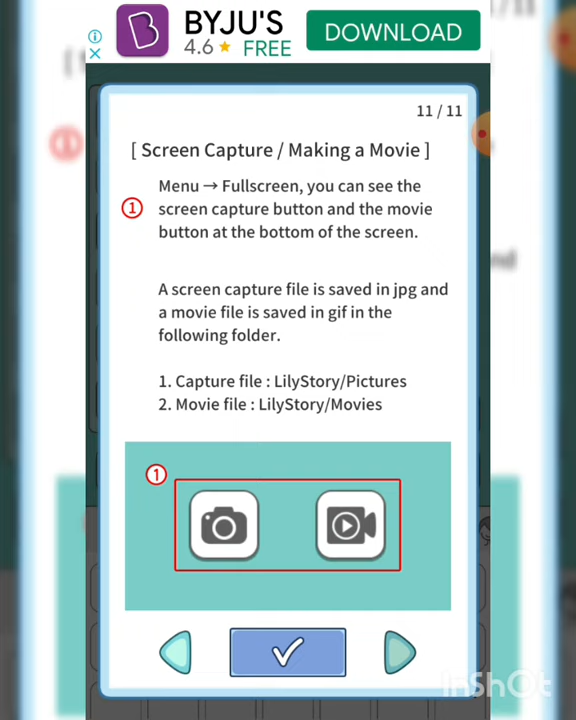 BYJU'S
4.6 ★ FREE
DOWNLOAD
11 / 11
[ Screen Capture / Making a Movie ]
① Menu → Fullscreen, you can see the
screen capture button and the movie
button at the bottom of the screen.
A screen capture file is saved in jpg and
a movie file is saved in gif in the
following folder.
1. Capture file : LilyStory/Pictures
2. Movie file : LilyStory/Movies
①
InShOt